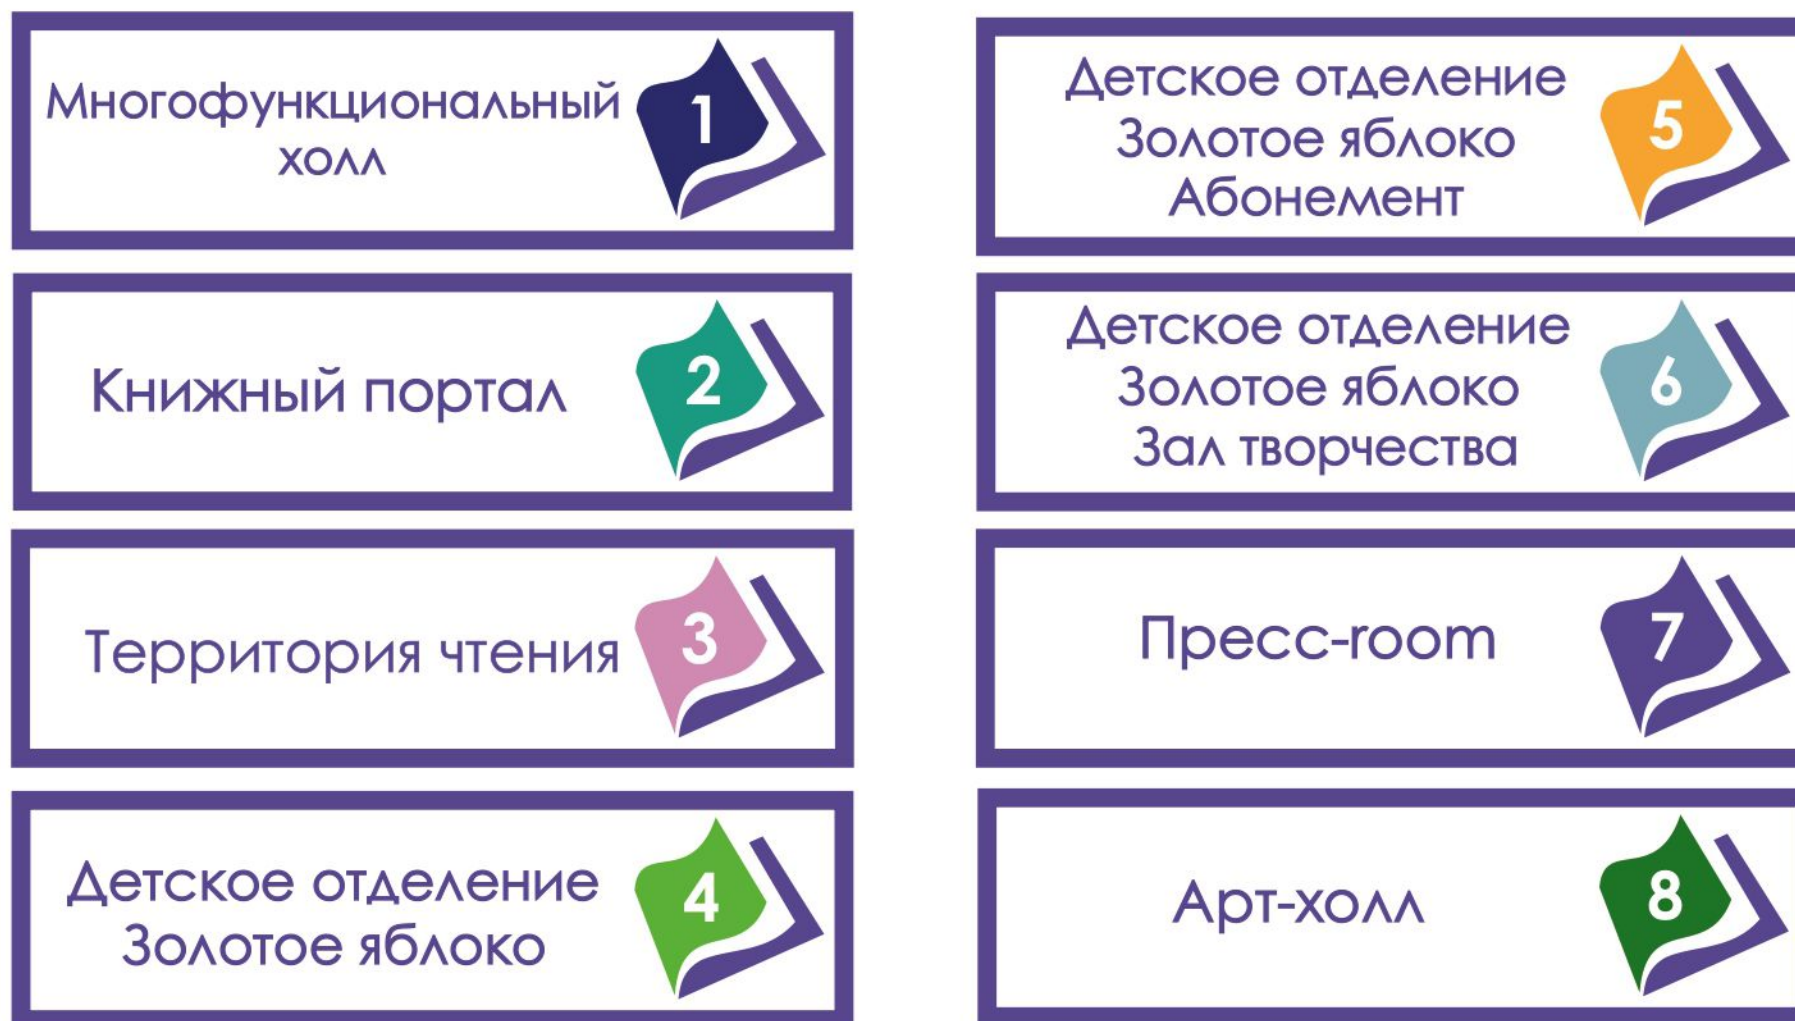 Многофункциональный
холл
1
Книжный портал
2
Территория чтения
3
Детское отделение
Золотое яблоко
4
Детское отделение
Золотое яблоко
Абонемент
5
Детское отделение
Золотое яблоко
Зал творчества
6
Пресс-room
7
Арт-холл
8